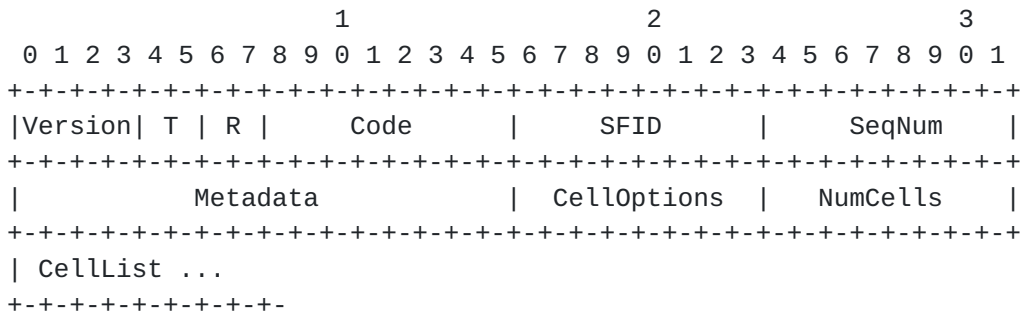 1                   2                   3
 0 1 2 3 4 5 6 7 8 9 0 1 2 3 4 5 6 7 8 9 0 1 2 3 4 5 6 7 8 9 0 1
+-+-+-+-+-+-+-+-+-+-+-+-+-+-+-+-+-+-+-+-+-+-+-+-+-+-+-+-+-+-+-+-+
|Version| T | R |     Code      |     SFID      |     SeqNum    |
+-+-+-+-+-+-+-+-+-+-+-+-+-+-+-+-+-+-+-+-+-+-+-+-+-+-+-+-+-+-+-+-+
|           Metadata            |  CellOptions  |   NumCells    |
+-+-+-+-+-+-+-+-+-+-+-+-+-+-+-+-+-+-+-+-+-+-+-+-+-+-+-+-+-+-+-+-+
| CellList ...
+-+-+-+-+-+-+-+-+-